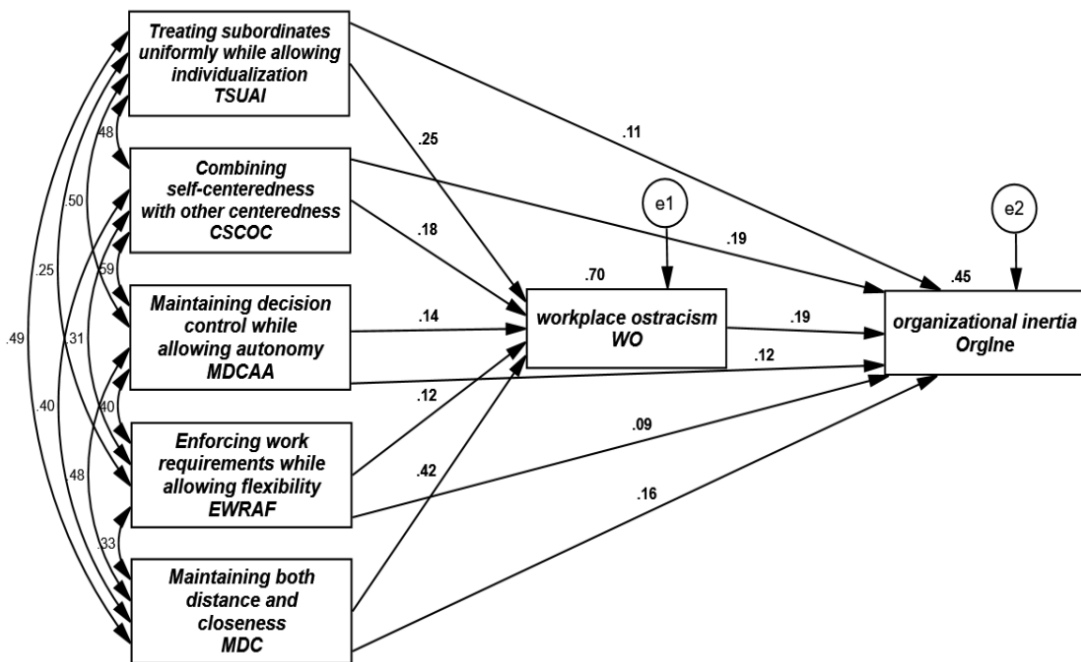 Treating subordinates
uniformly while allowing
individualization
TSUAI
Combining
self-centeredness
with other centeredness
CSCOC
Maintaining decision
control while
allowing autonomy
MDCAA
Enforcing work
requirements while
allowing flexibility
EWRAF
Maintaining both
distance and
closeness
MDC
.48
.50
.25
.59
.49
.31
.40
.40
.48
.33
.25
.18
.14
.12
.42
.11
.19
.12
.09
.16
e1
.70
workplace ostracism
WO
.19
e2
.45
organizational inertia
OrgIne